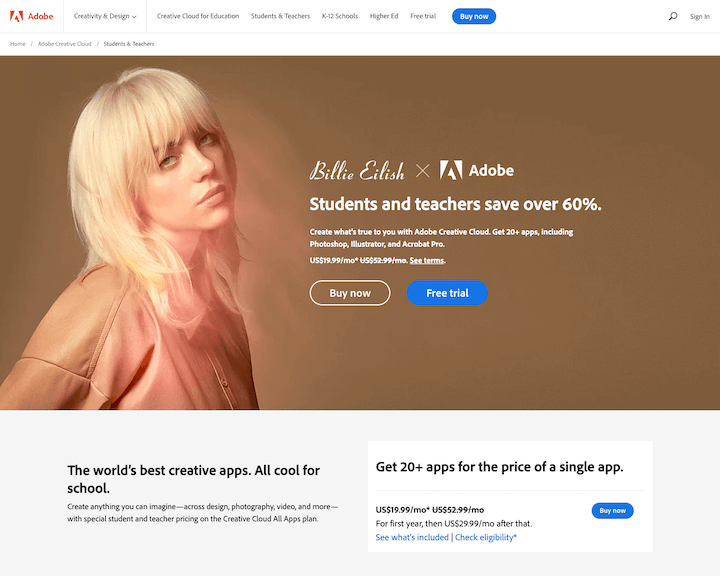 Adobe
Creativity & Design
Creative Cloud for Education
Students & Teachers
K-12 Schools
Higher Ed
Free trial
Buy now
Sign In
Home / Adobe Creative Cloud / Students & Teachers
Billie Eilish × Adobe
Students and teachers save over 60%.
Create what's true to you with Adobe Creative Cloud. Get 20+ apps, including
Photoshop, Illustrator, and Acrobat Pro.
US$19.99/mo* US$52.99/mo. See terms.
Buy now
Free trial
The world's best creative apps. All cool for
school.
Create anything you can imagine—across design, photography, video, and more—
with special student and teacher pricing on the Creative Cloud All Apps plan.
Get 20+ apps for the price of a single app.
US$19.99/mo* US$52.99/mo
For first year, then US$29.99/mo after that.
See what's included | Check eligibility*
Buy now